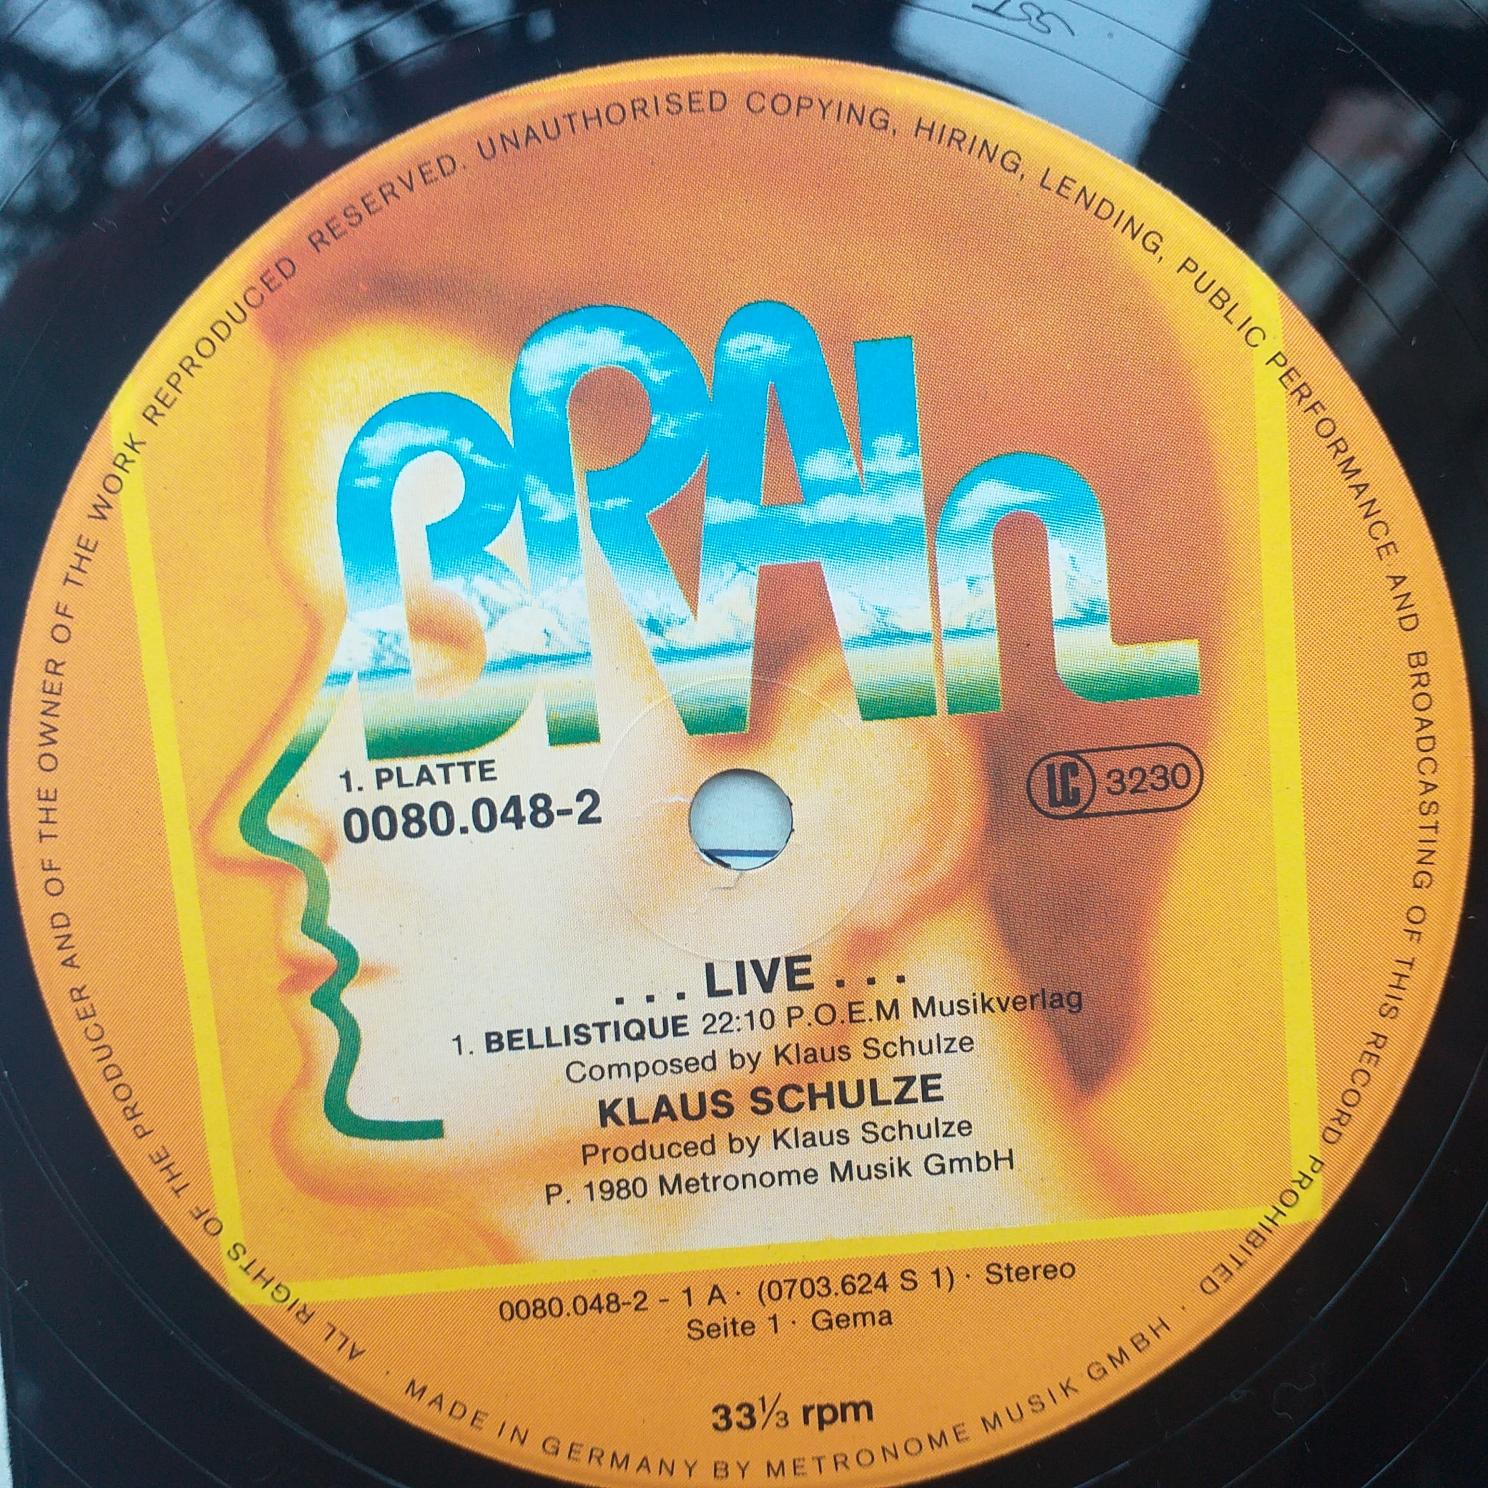 ALL RIGHTS OF THE PRODUCER AND OF THE OWNER OF THE WORK REPRODUCED RESERVED. UNAUTHORISED COPYING, HIRING, LENDING, PUBLIC PERFORMANCE AND BROADCASTING OF THIS RECORD PROHIBITED ·
BRAIN
1. PLATTE
0080.048-2
LC 3230
. . . LIVE . . .
1. BELLISTIQUE 22:10 P.O.E.M Musikverlag
Composed by Klaus Schulze
KLAUS SCHULZE
Produced by Klaus Schulze
P. 1980 Metronome Musik GmbH
0080.048-2 - 1 A · (0703.624 S 1) · Stereo
Seite 1 · Gema
33⅓ rpm
· MADE IN GERMANY BY METRONOME MUSIK GMBH